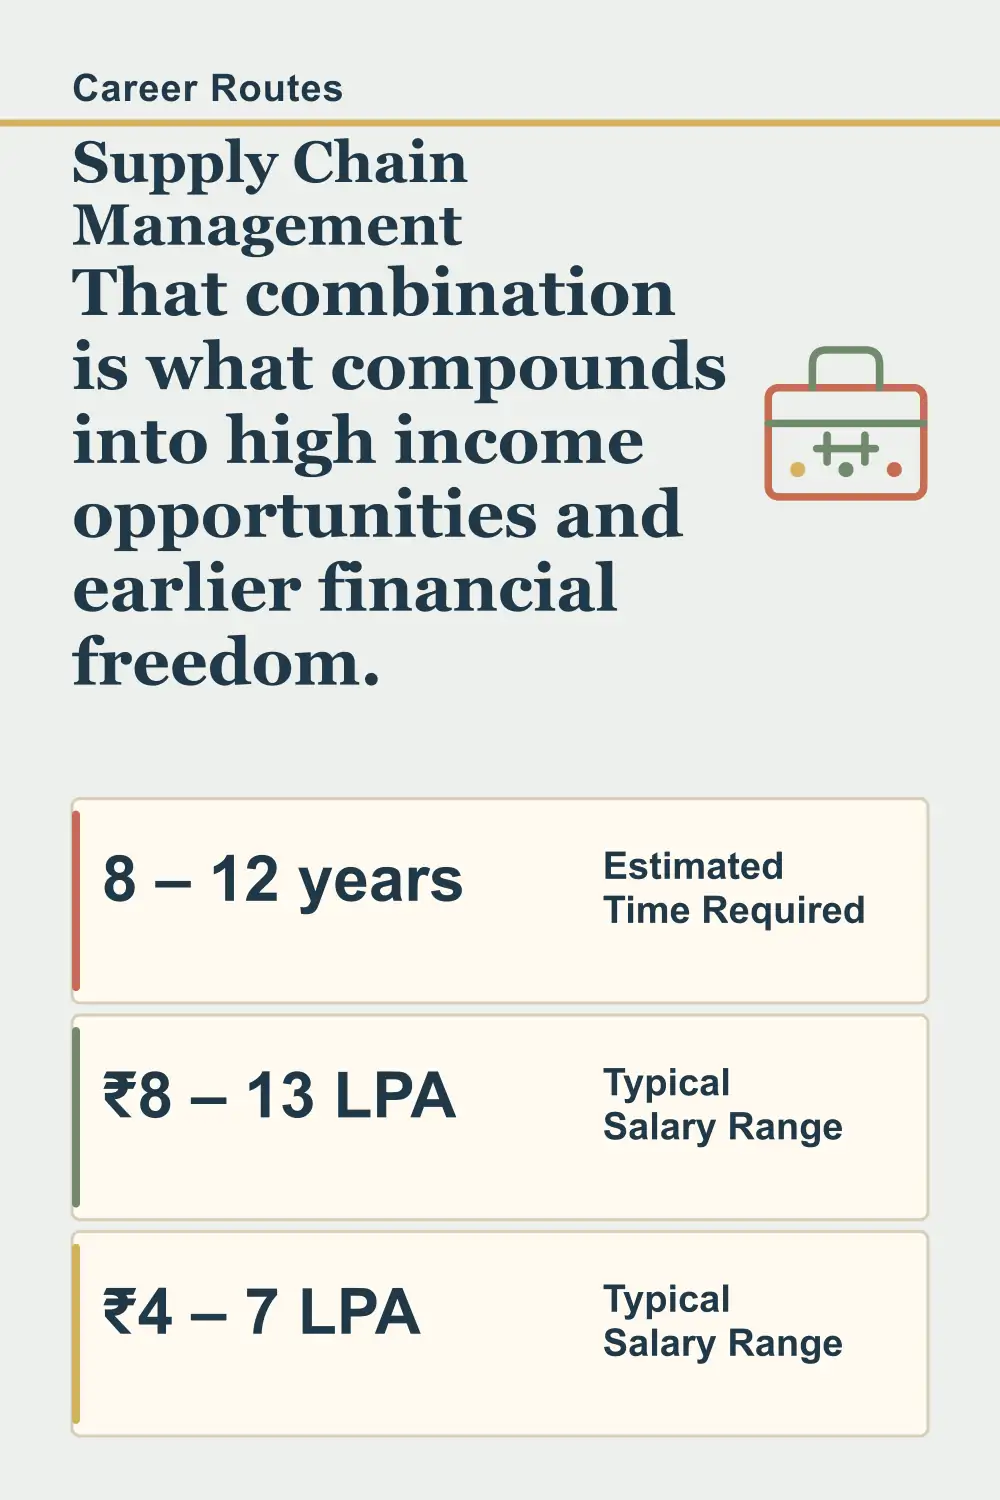 Career Routes
Supply Chain
Management
That combination
is what compounds
into high income
opportunities and
earlier financial
freedom.
8 – 12 years
Estimated
Time Required
₹8 – 13 LPA
Typical
Salary Range
₹4 – 7 LPA
Typical
Salary Range